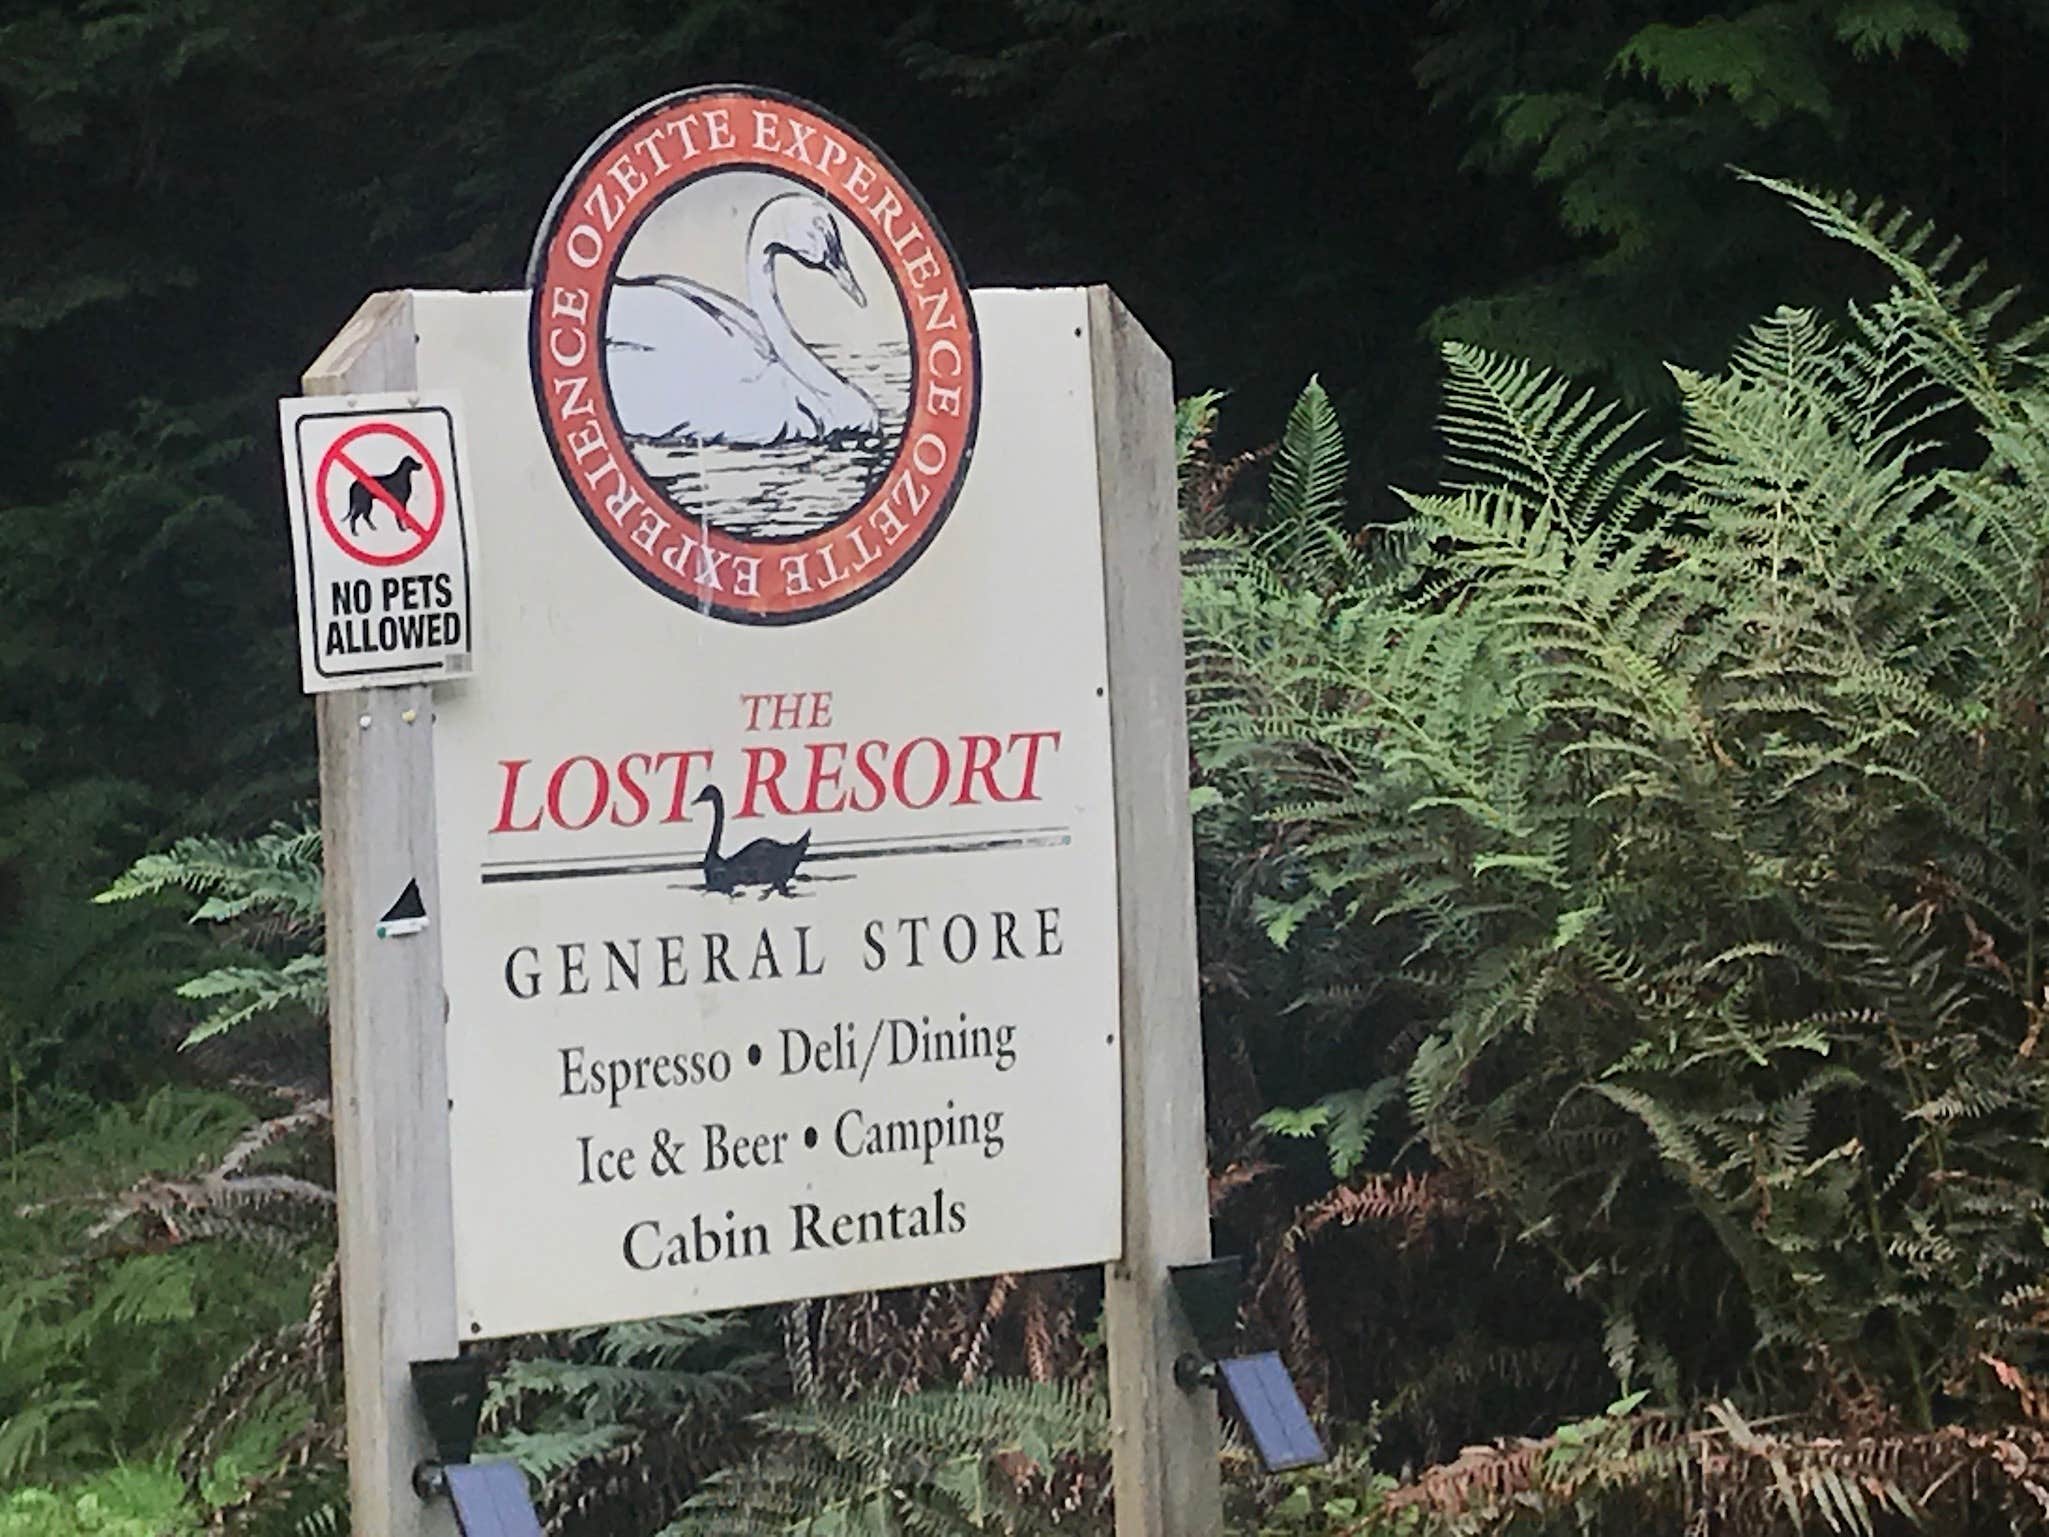 OZETTE EXPERIENCE OZETTE EXPERIENCE
NO PETS
ALLOWED
THE
LOST RESORT
GENERAL STORE
Espresso • Deli/Dining
Ice & Beer • Camping
Cabin Rentals